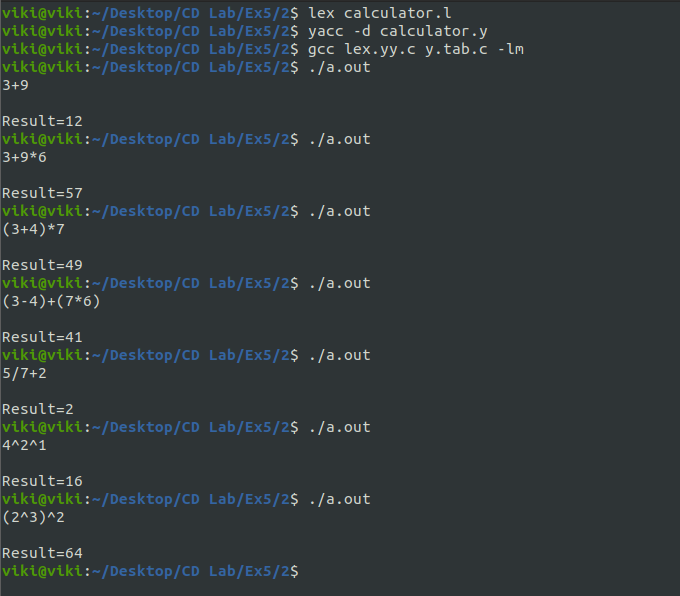 viki@viki:~/Desktop/CD Lab/Ex5/2$ lex calculator.l
viki@viki:~/Desktop/CD Lab/Ex5/2$ yacc -d calculator.y
viki@viki:~/Desktop/CD Lab/Ex5/2$ gcc lex.yy.c y.tab.c -lm
viki@viki:~/Desktop/CD Lab/Ex5/2$ ./a.out
3+9
Result=12
viki@viki:~/Desktop/CD Lab/Ex5/2$ ./a.out
3+9*6
Result=57
viki@viki:~/Desktop/CD Lab/Ex5/2$ ./a.out
(3+4)*7
Result=49
viki@viki:~/Desktop/CD Lab/Ex5/2$ ./a.out
(3-4)+(7*6)
Result=41
viki@viki:~/Desktop/CD Lab/Ex5/2$ ./a.out
5/7+2
Result=2
viki@viki:~/Desktop/CD Lab/Ex5/2$ ./a.out
4^2^1
Result=16
viki@viki:~/Desktop/CD Lab/Ex5/2$ ./a.out
(2^3)^2
Result=64
viki@viki:~/Desktop/CD Lab/Ex5/2$